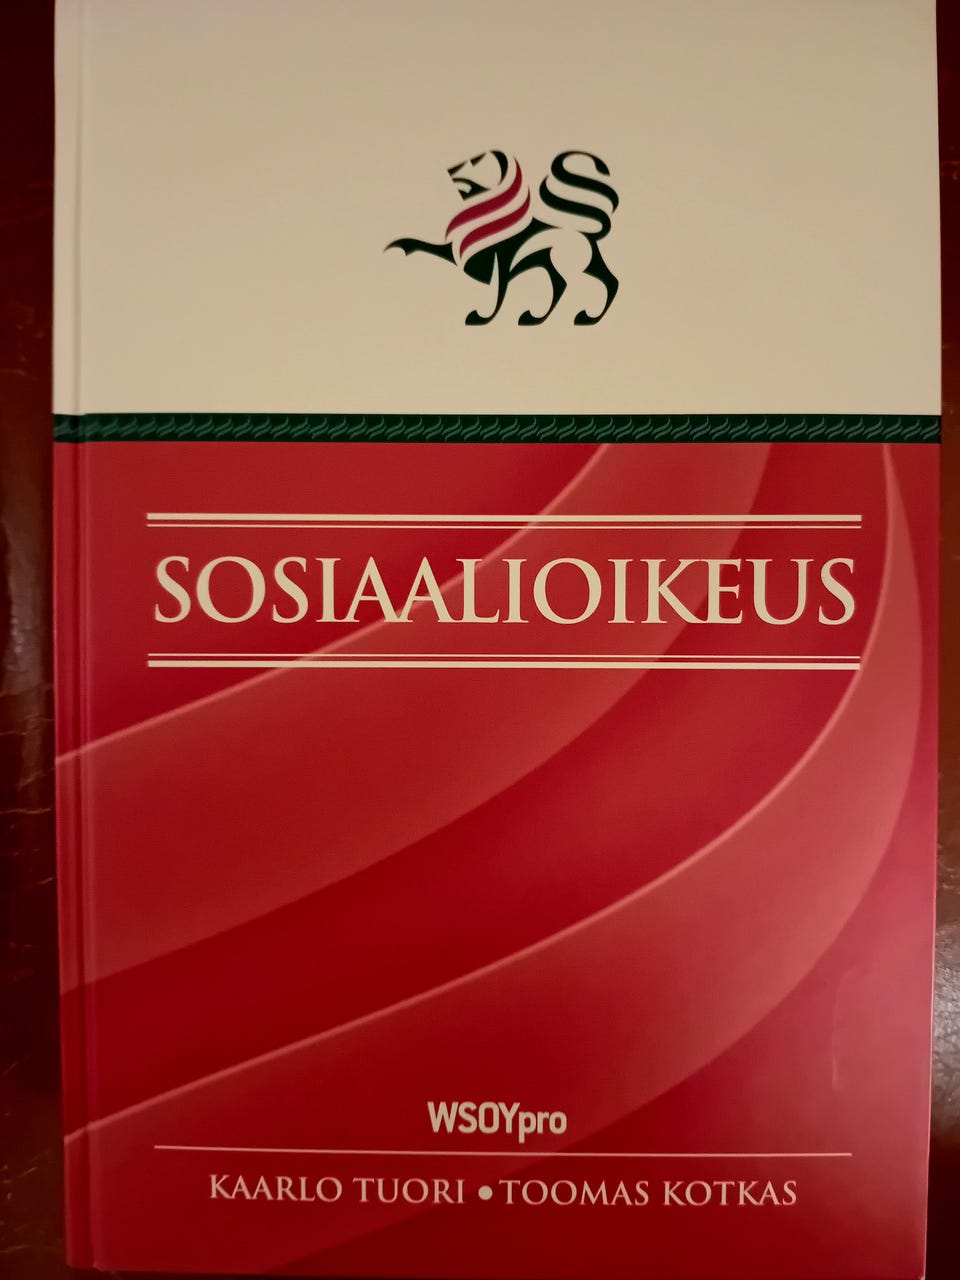 SOSIAALIOIKEUS
WSOYpro
KAARLO TUORI • TOOMAS KOTKAS